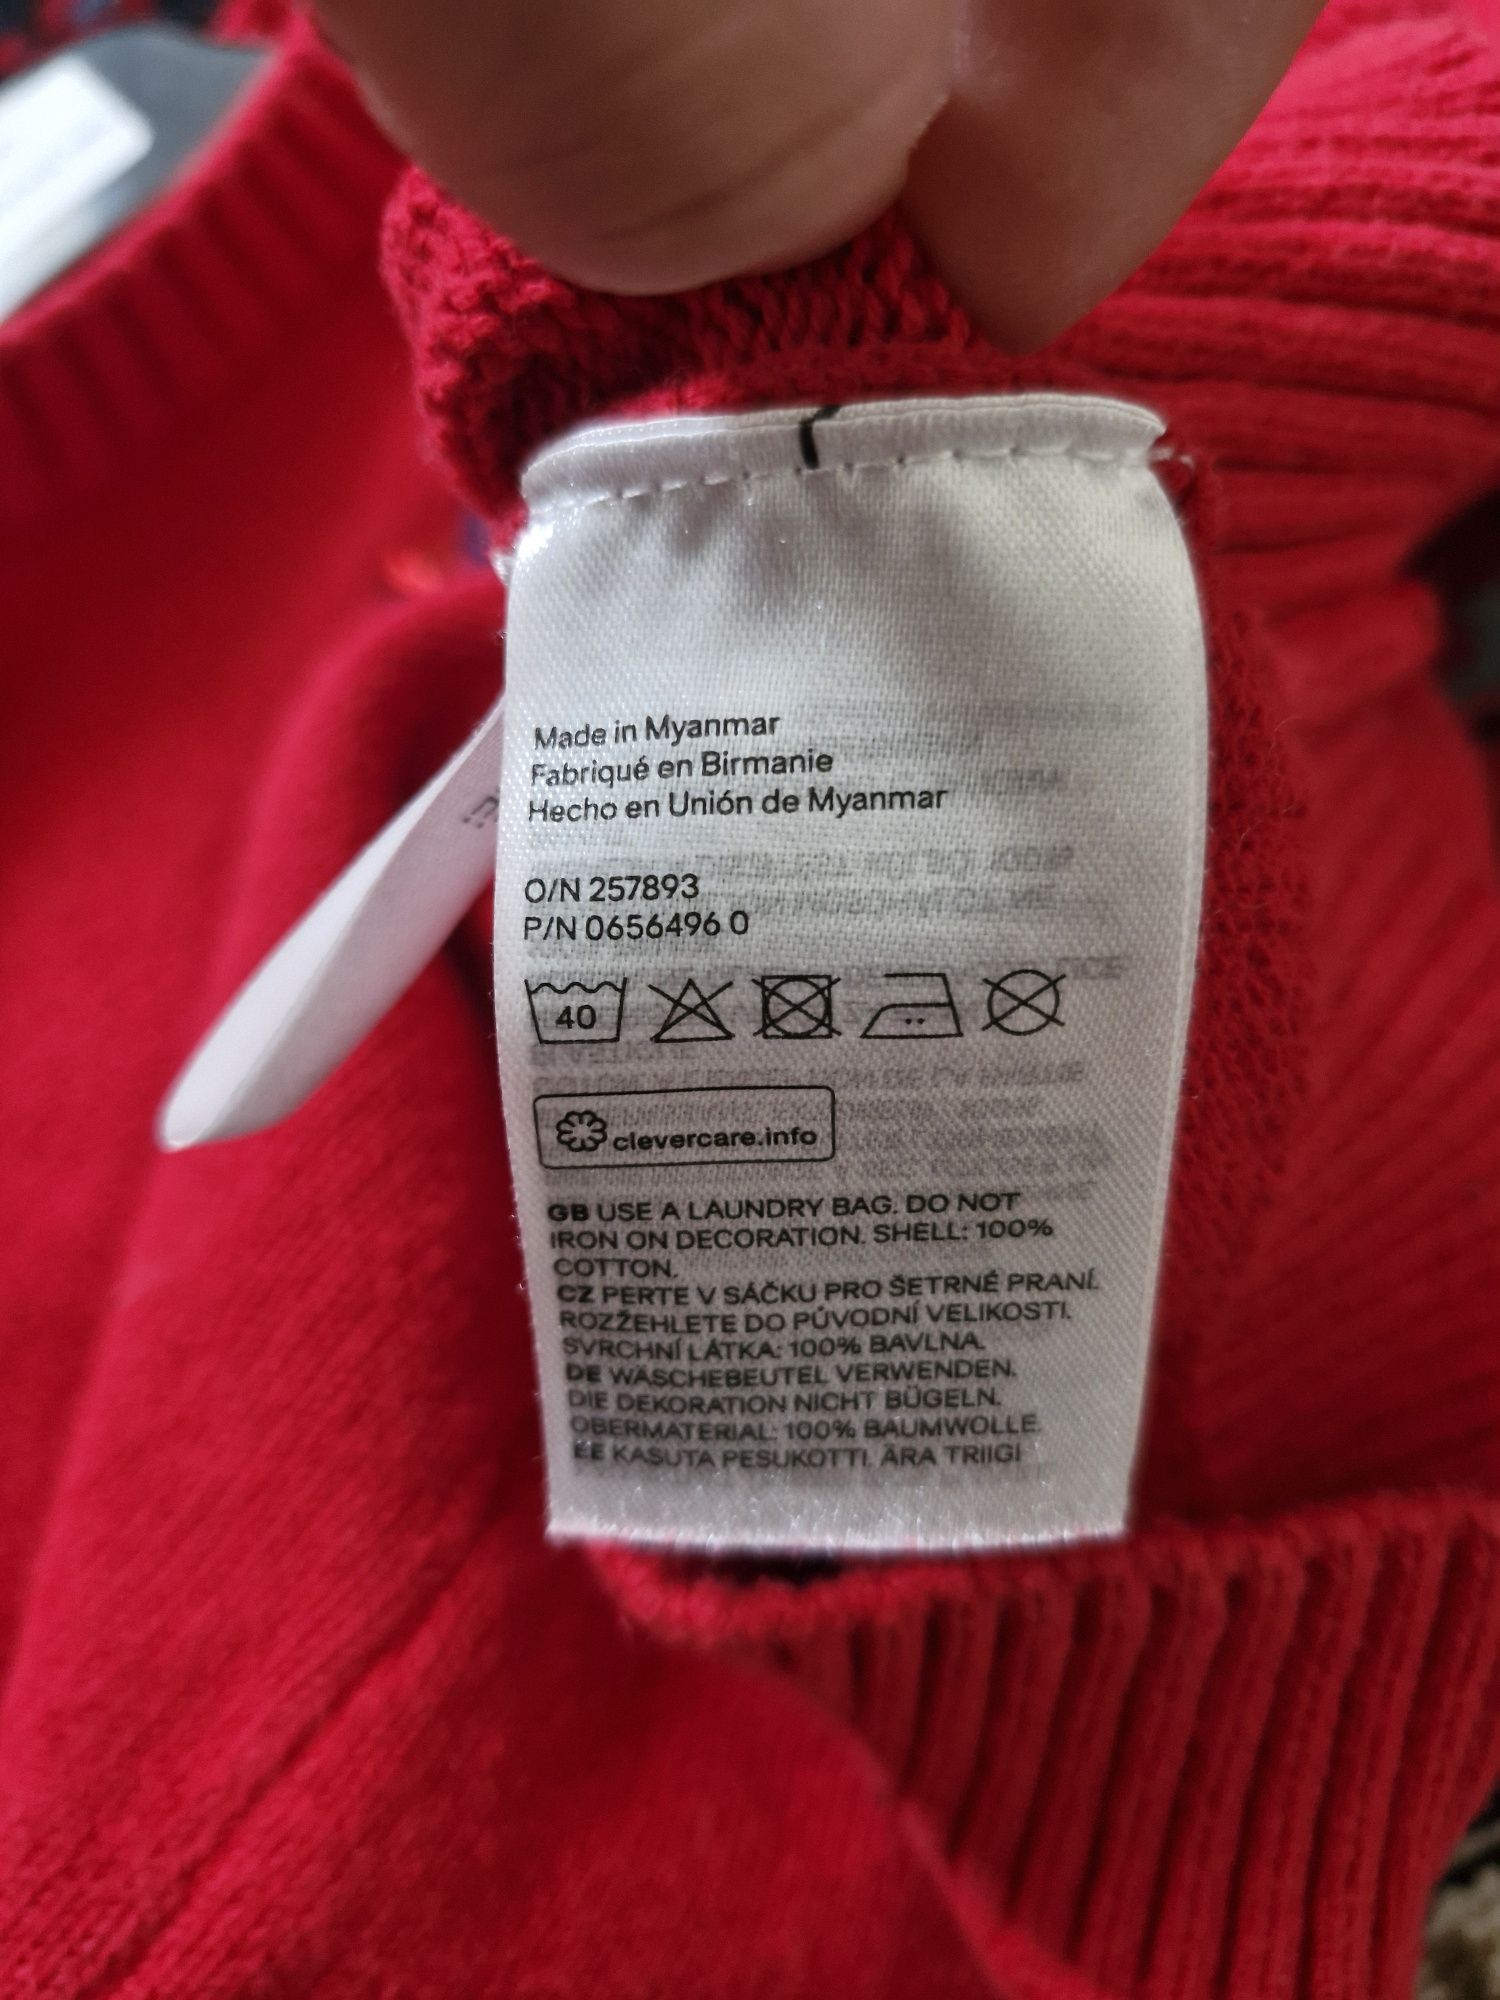 Made in Myanmar
Fabriqué en Birmanie
Hecho en Unión de Myanmar
O/N 257893
P/N 0656496 0
40
clevercare.info
GB USE A LAUNDRY BAG. DO NOT
IRON ON DECORATION. SHELL: 100%
COTTON.
CZ PERTE V SÁČKU PRO ŠETRNÉ PRANÍ.
ROZŽEHLETE DO PŮVODNÍ VELIKOSTI.
SVRCHNÍ LÁTKA: 100% BAVLNA.
DE WÄSCHEBEUTEL VERWENDEN.
DIE DEKORATION NICHT BÜGELN.
OBERMATERIAL: 100% BAUMWOLLE.
EE KASUTA PESUKOTTI. ÄRA TRIIGI